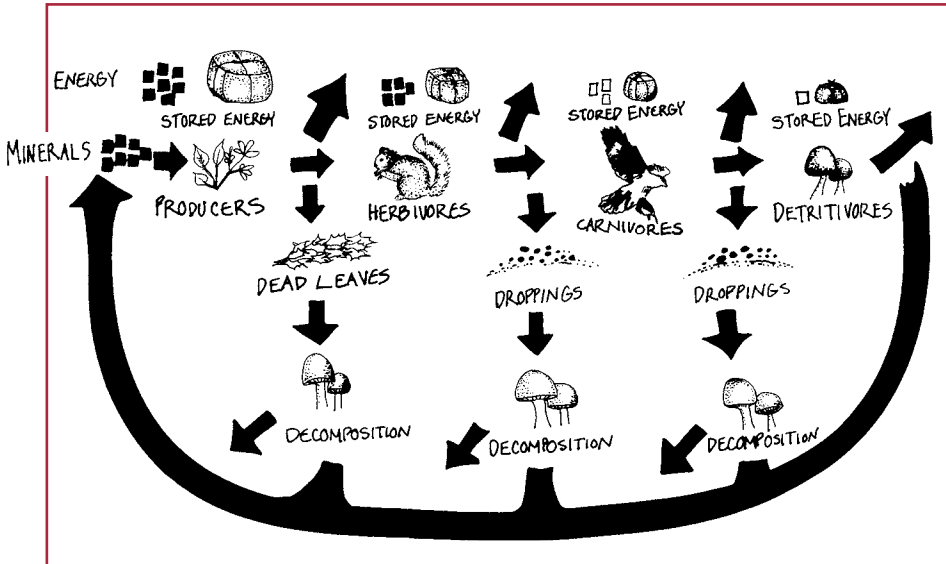 ENERGY
STORED ENERGY
STORED ENERGY
STORED ENERGY
STORED ENERGY
MINERALS
PRODUCERS
HERBIVORES
CARNIVORES
DETRITIVORES
DEAD LEAVES
DROPPINGS
DROPPINGS
DECOMPOSITION
DECOMPOSITION
DECOMPOSITION